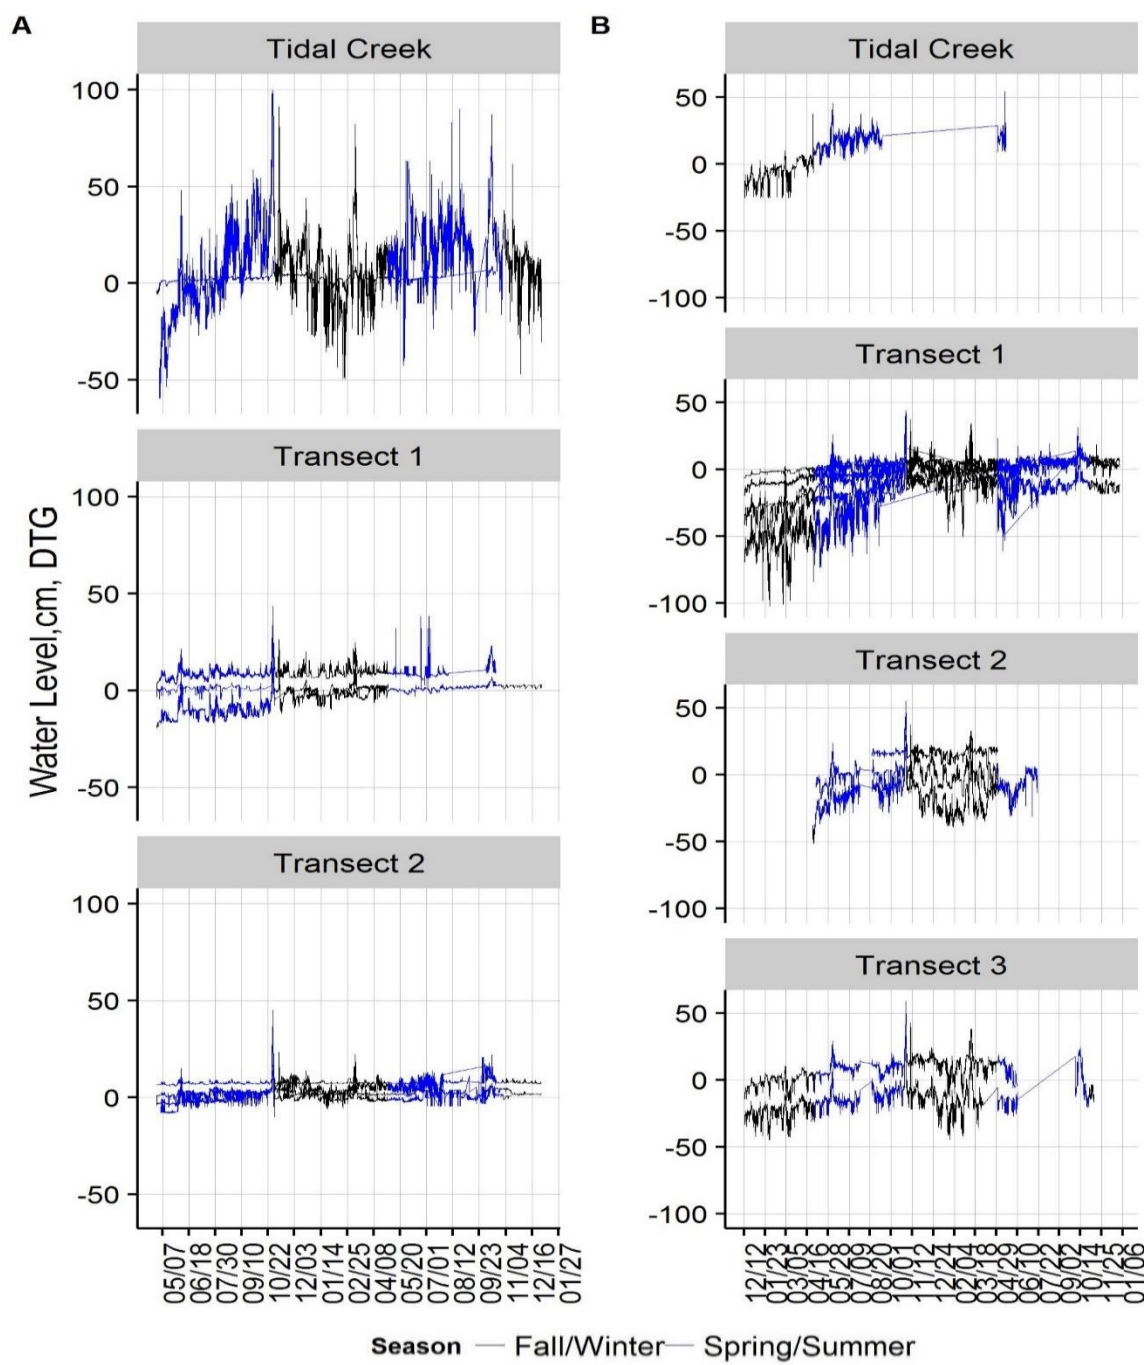 A
B
Tidal Creek
100
50
0
-50
Transect 1
100
50
0
-50
Transect 2
100
50
0
-50
05/07 06/18 07/30 09/10 10/22 12/03 01/14 02/25 04/08 05/20 07/01 08/12 09/23 11/04 12/16 01/27
Water Level,cm, DTG
Tidal Creek
50
0
-50
-100
Transect 1
50
0
-50
-100
Transect 2
50
0
-50
-100
Transect 3
50
0
-50
-100
12/12 01/23 03/05 04/16 05/28 07/09 08/20 10/01 11/12 12/24 02/04 03/18 04/29 06/10 07/22 09/02 10/14 11/25 01/06
Season — Fall/Winter — Spring/Summer